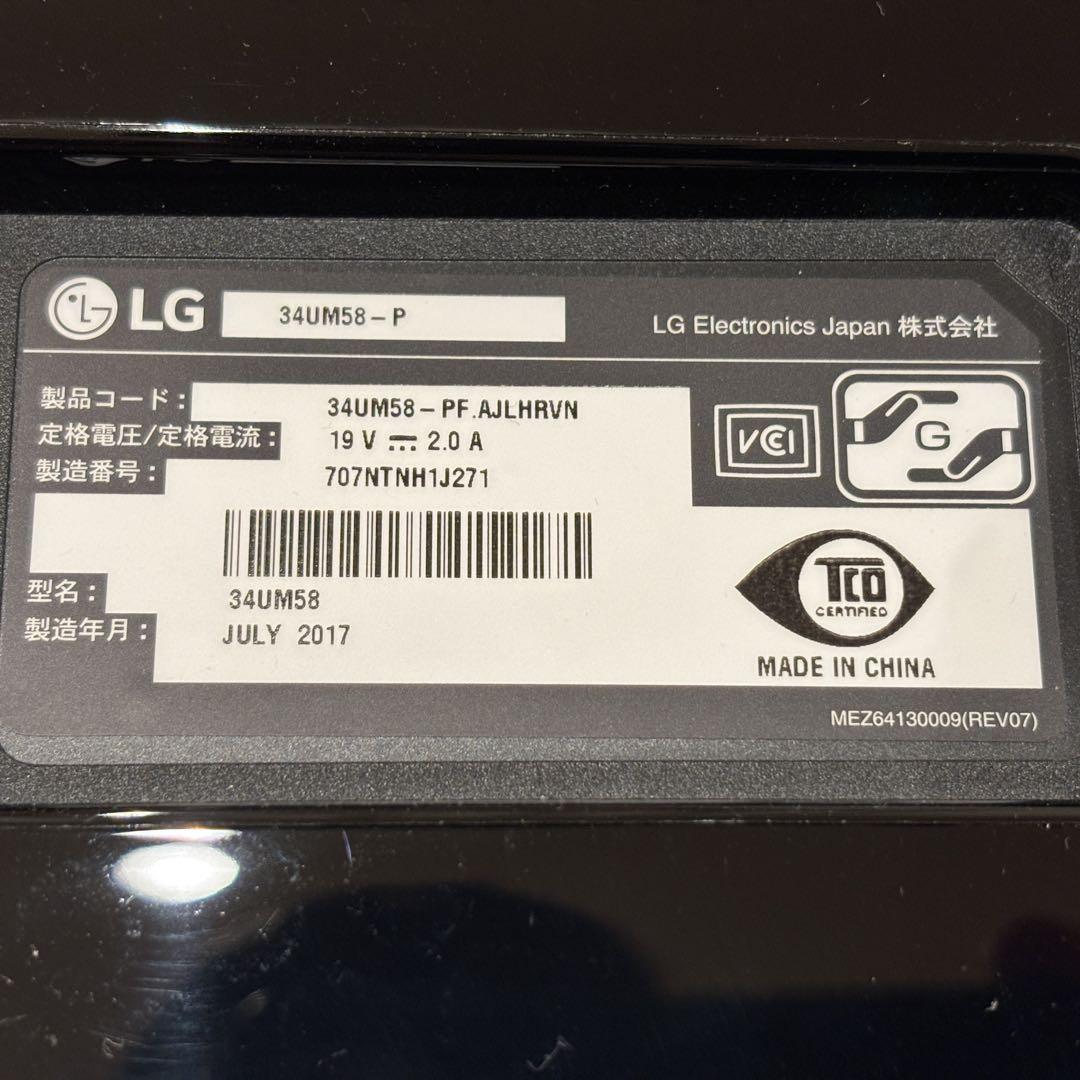 LG 34UM58-P LG Electronics Japan 株式会社
製品コード: 34UM58-PF.AJLHRVN
定格電圧/定格電流: 19 V ⎓ 2.0 A
製造番号: 707NTNH1J271
VCCI
G
型名: 34UM58
製造年月: JULY 2017
TCO
CERTIFIED
MADE IN CHINA
MEZ64130009(REV07)